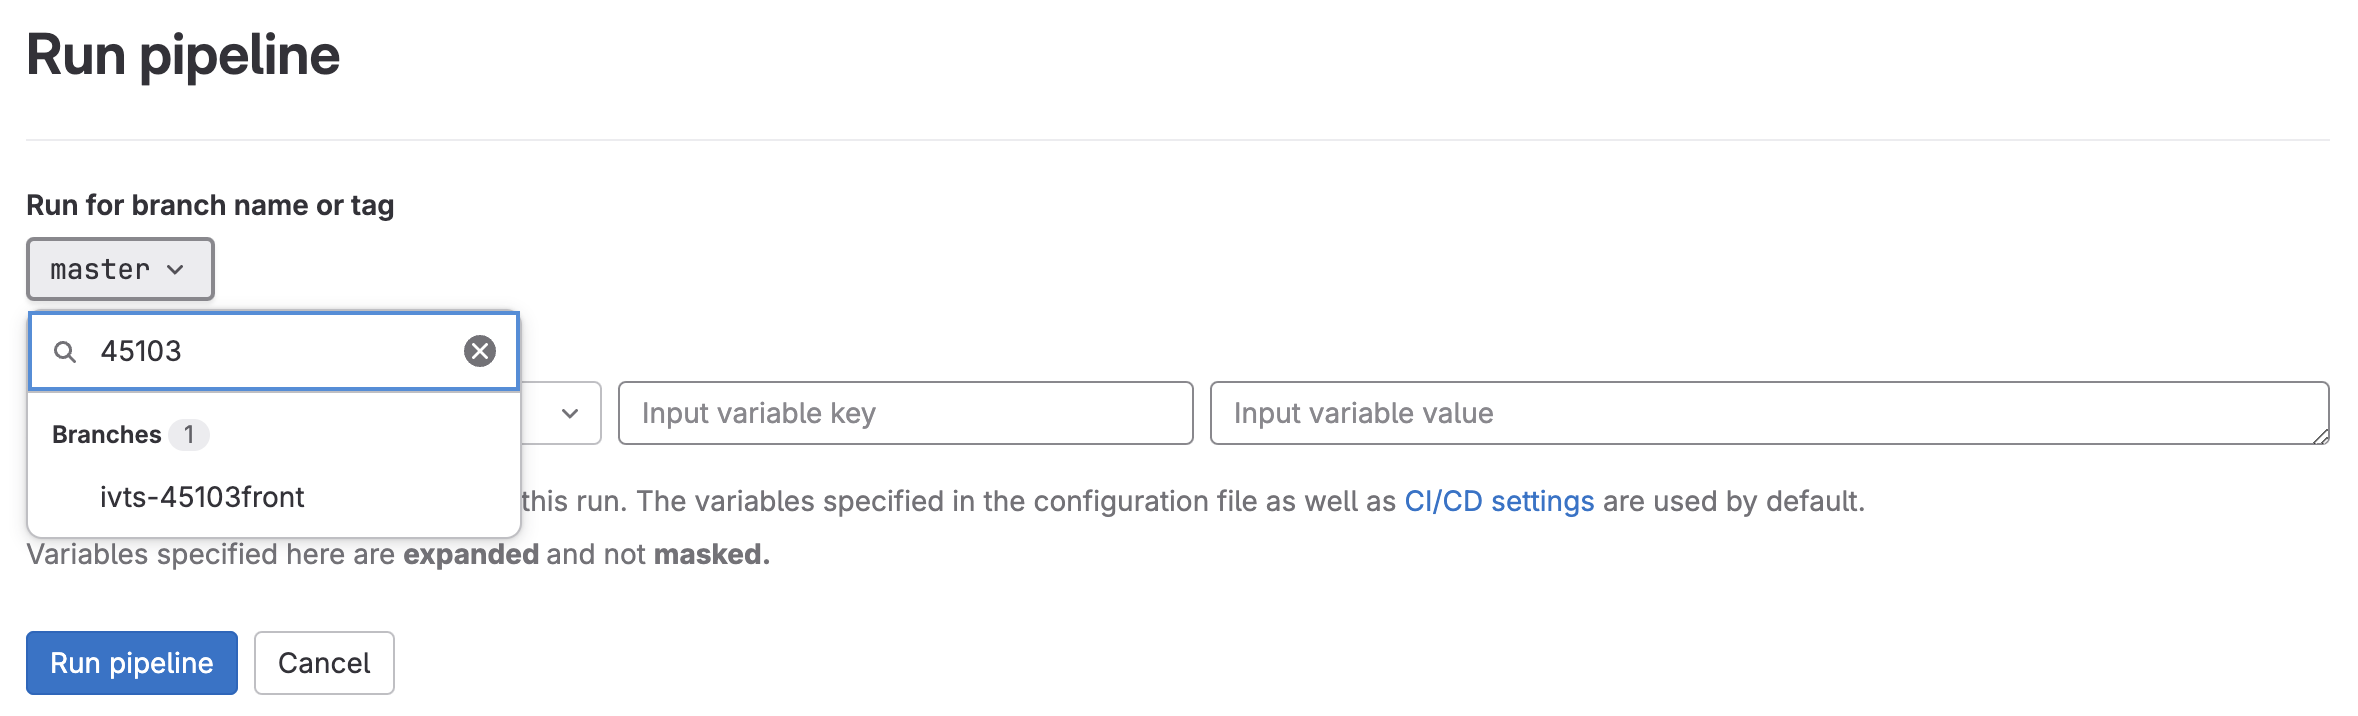 Run pipeline
Run for branch name or tag
master
45103
Branches 1
ivts-45103front
Input variable key
Input variable value
this run. The variables specified in the configuration file as well as CI/CD settings are used by default.
Variables specified here are expanded and not masked.
Run pipeline
Cancel